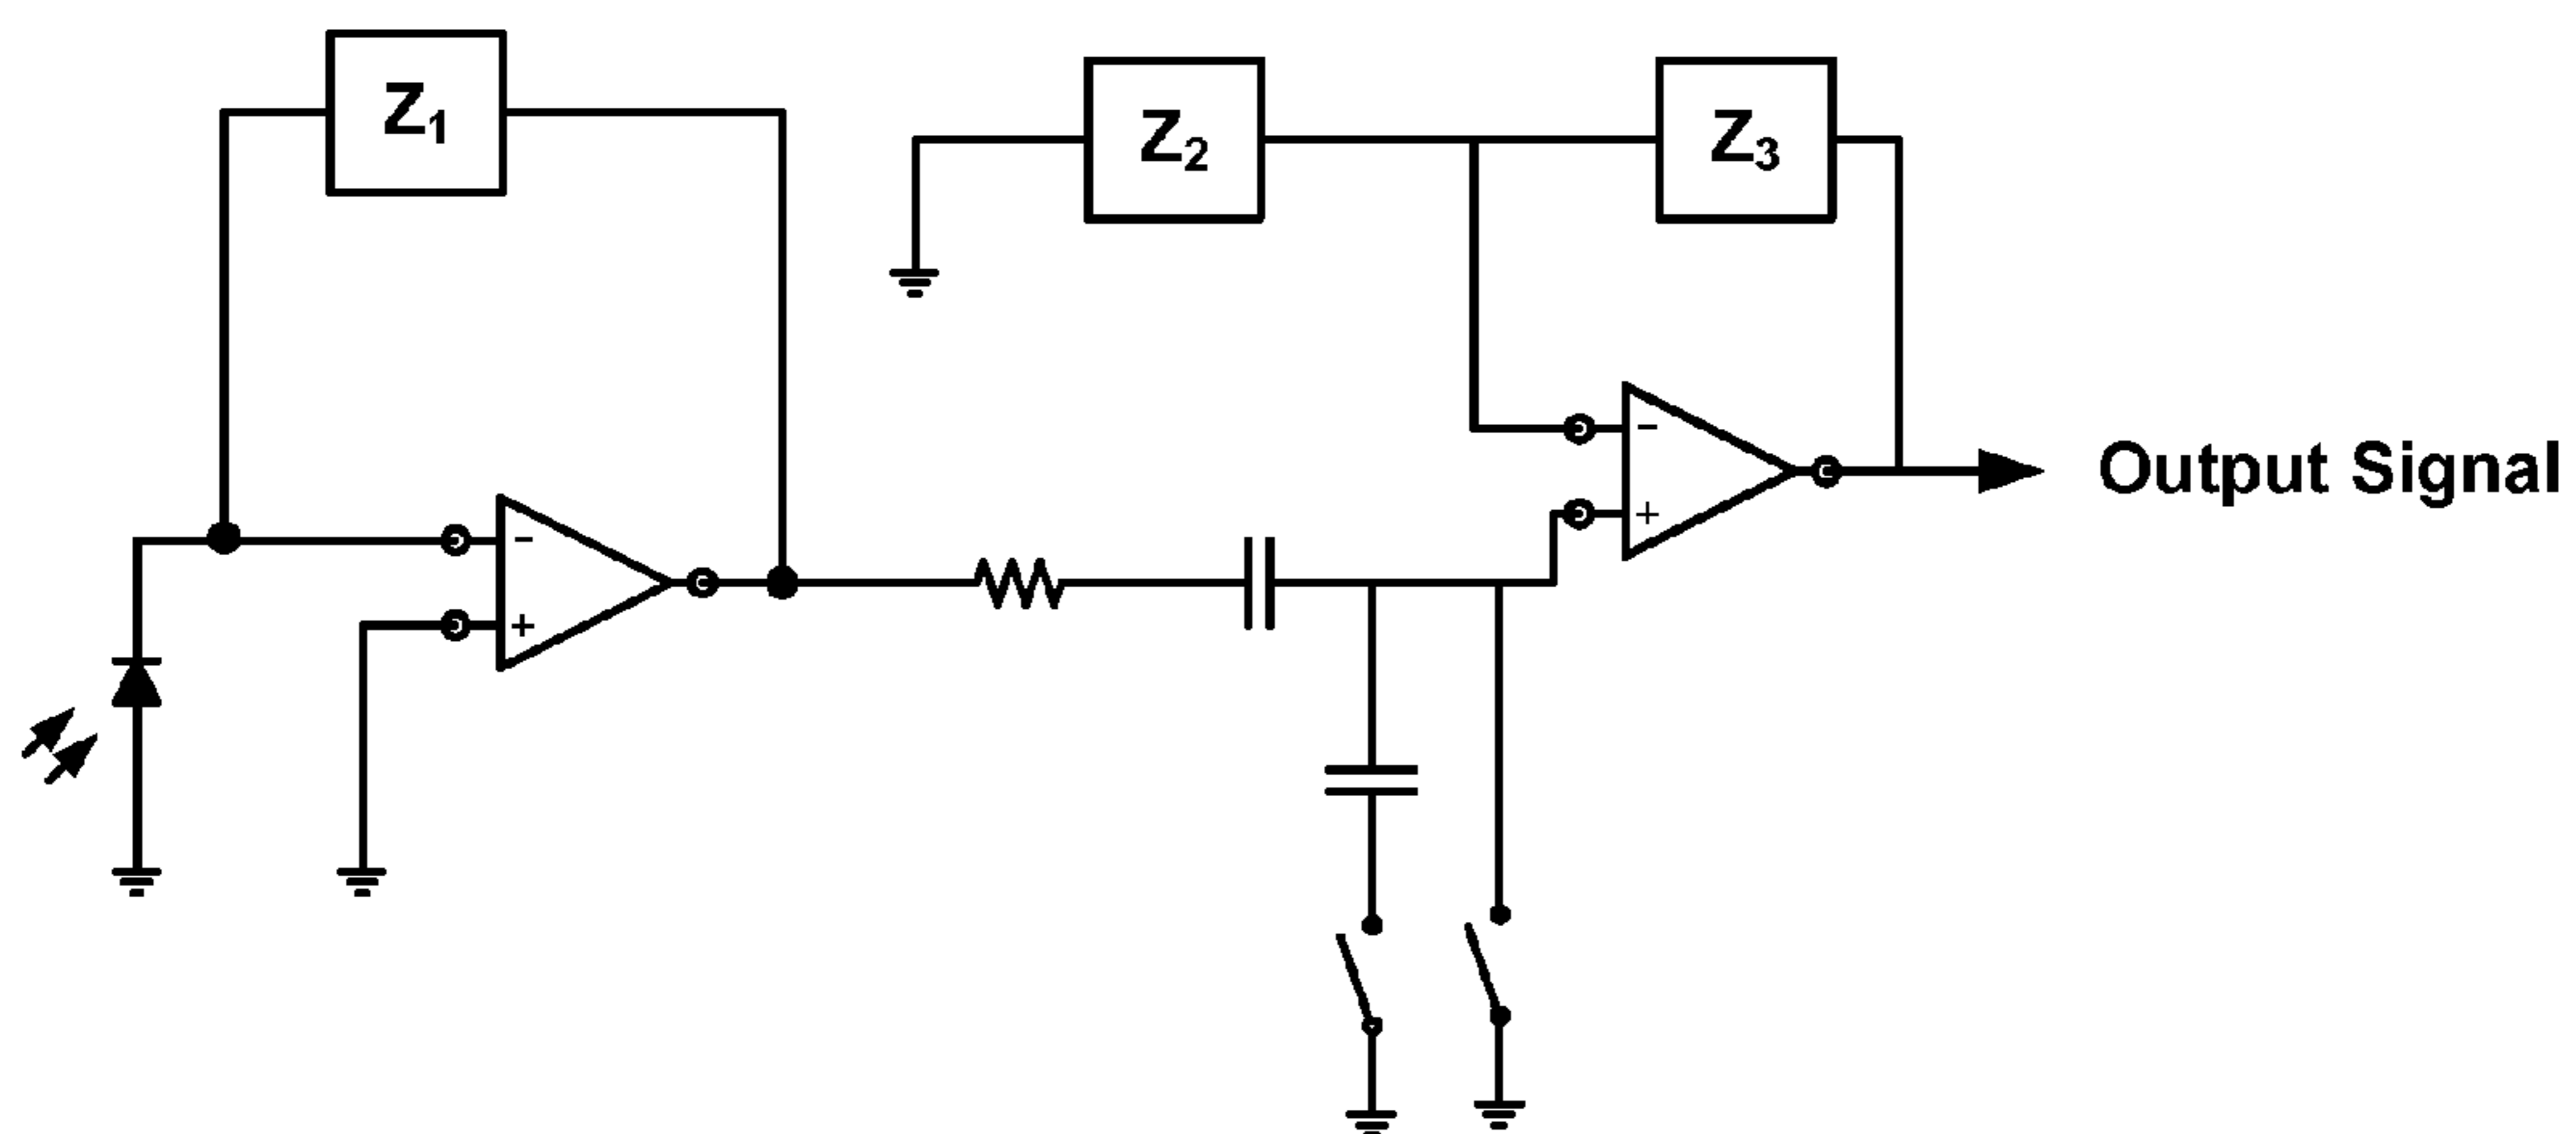 Z₁
Z₂
Z₃
-
+
-
+
Output Signal